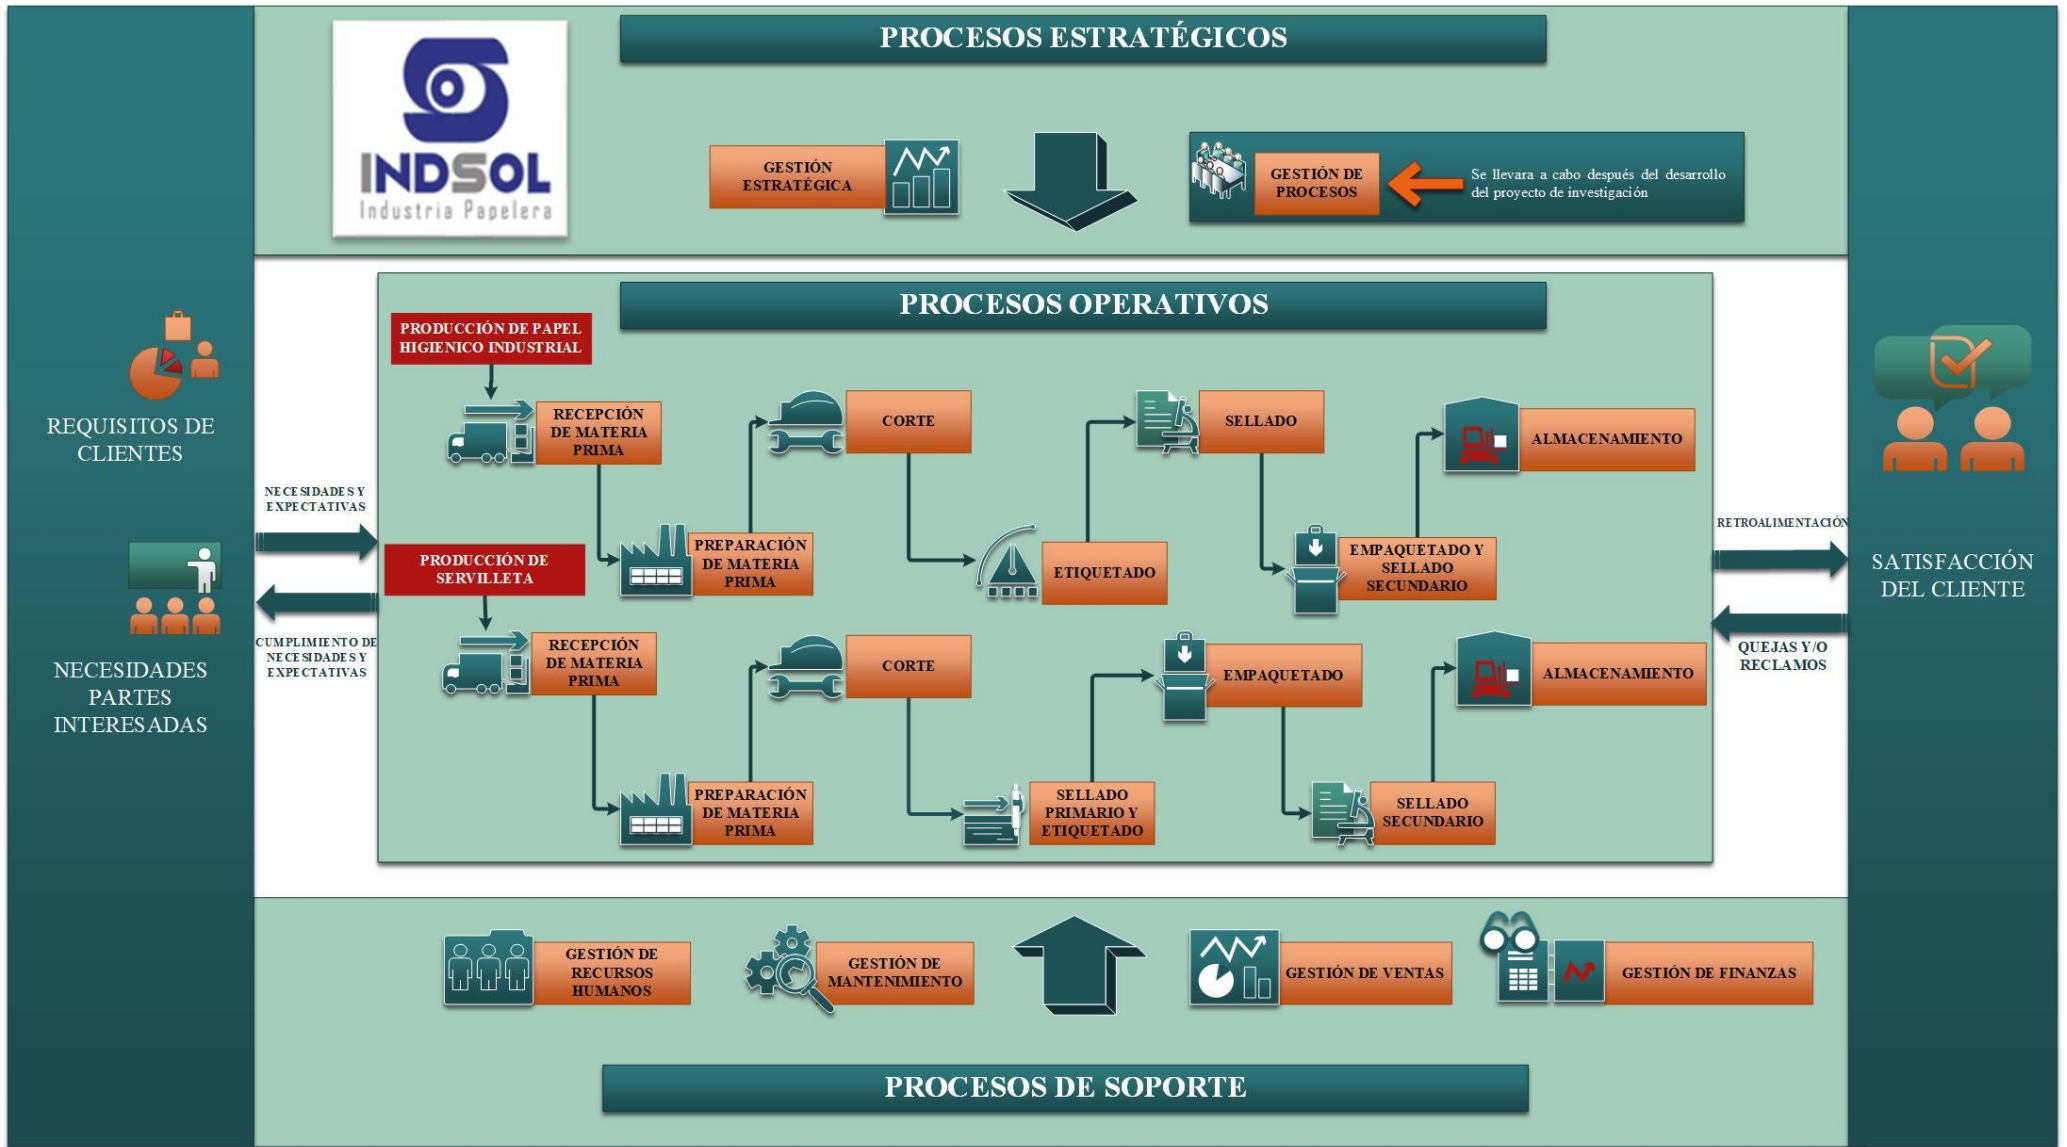 PROCESOS ESTRATÉGICOS
INDSOL
Industria Papelera
GESTIÓN
ESTRATÉGICA
GESTIÓN DE
PROCESOS
Se llevara a cabo después del desarrollo
del proyecto de investigación
REQUISITOS DE
CLIENTES
NECESIDADES
PARTES
INTERESADAS
NECESIDADES Y
EXPECTATIVAS
CUMPLIMIENTO DE
NECESIDADES Y
EXPECTATIVAS
PROCESOS OPERATIVOS
PRODUCCIÓN DE PAPEL
HIGIENICO INDUSTRIAL
RECEPCIÓN
DE MATERIA
PRIMA
PREPARACIÓN
DE MATERIA
PRIMA
CORTE
ETIQUETADO
SELLADO
EMPAQUETADO Y
SELLADO
SECUNDARIO
ALMACENAMIENTO
PRODUCCIÓN DE
SERVILLETA
RECEPCIÓN
DE MATERIA
PRIMA
PREPARACIÓN
DE MATERIA
PRIMA
CORTE
SELLADO
PRIMARIO Y
ETIQUETADO
EMPAQUETADO
SELLADO
SECUNDARIO
ALMACENAMIENTO
RETROALIMENTACIÓN
QUEJAS Y/O
RECLAMOS
SATISFACCIÓN
DEL CLIENTE
GESTIÓN DE
RECURSOS
HUMANOS
GESTIÓN DE
MANTENIMIENTO
GESTIÓN DE VENTAS
GESTIÓN DE FINANZAS
PROCESOS DE SOPORTE